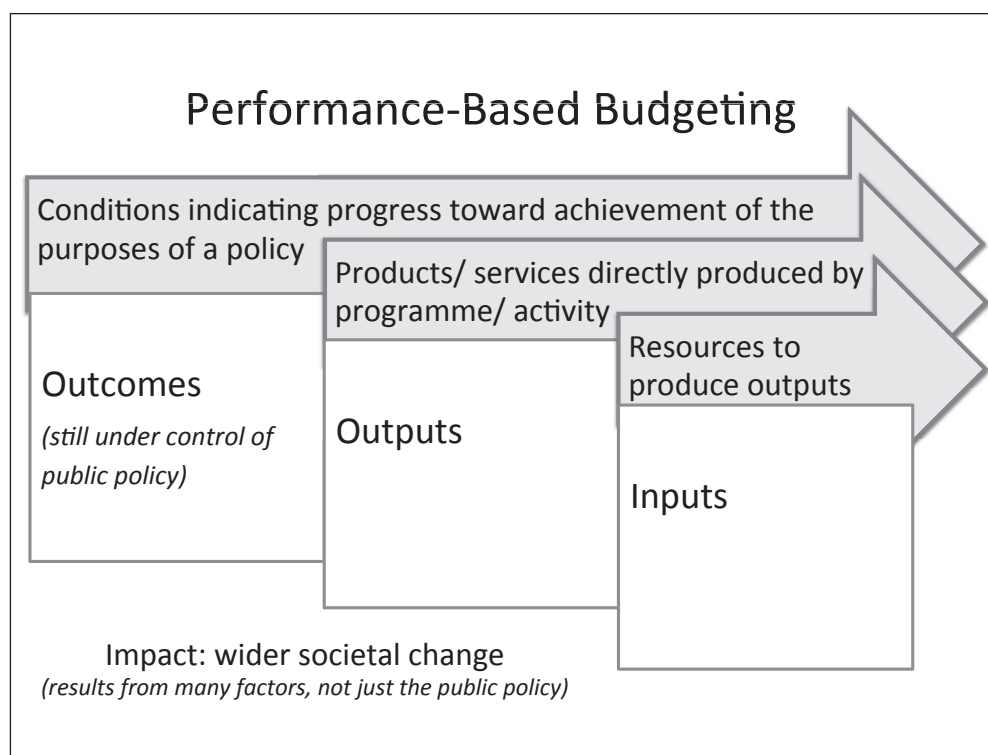 Performance-Based Budgeting
Conditions indicating progress toward achievement of the
purposes of a policy
Products/ services directly produced by
programme/ activity
Resources to
produce outputs
Outcomes
(still under control of
public policy)
Outputs
Inputs
Impact: wider societal change
(results from many factors, not just the public policy)